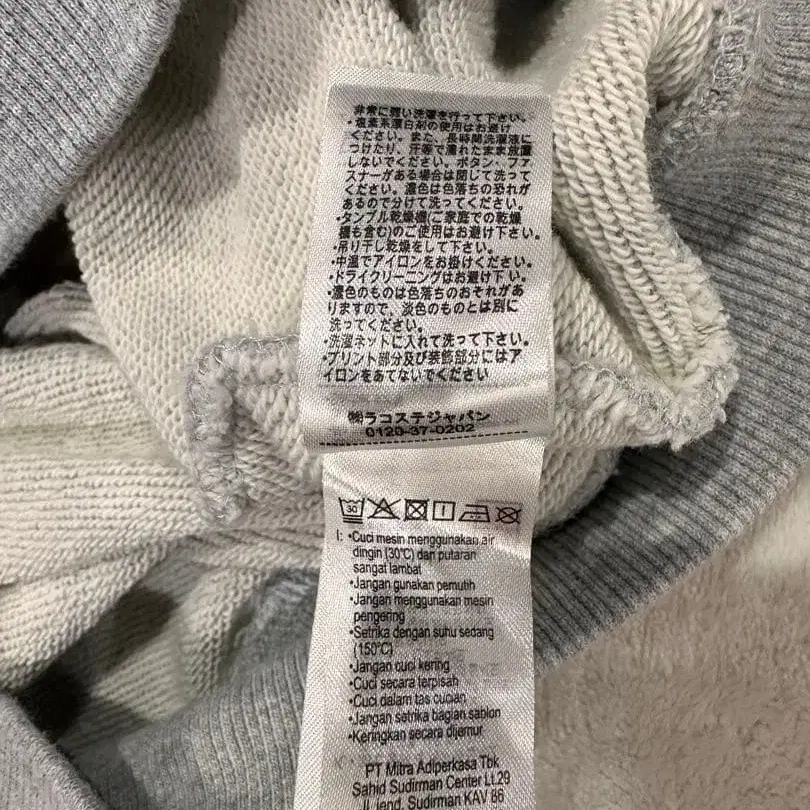 非常に弱い洗濯を行って下さい。
・塩素系漂白剤の使用はお避け
ください。また、長時間洗濯液に
つけたり、汗等で濡れたまま放置
しないでください。ボタン・ファ
スナーがある場合は閉じて洗って
ください。濃色は色落ちの恐れが
あるので分けて洗ってください。
・タンブル乾燥機(ご家庭での乾燥
機も含む)のご使用はお避け下さい。
・吊り干し乾燥をして下さい。
・中温でアイロンをお掛けください。
・ドライクリーニングはお避け下さい。
・濃色のものは色落ちのおそれがあ
りますので、淡色のものとは別に
洗ってください。
・洗濯ネットに入れて洗って下さい。
・プリント部分及び装飾部分にはア
イロンをあてないでください
㈱ラコステジャパン
0120-37-0202
30
I: •Cuci mesin menggunakan air
dingin (30°C) dan putaran
sangat lambat
•Jangan gunakan pemutih
•Jangan menggunakan mesin
pengering
•Setrika dengan suhu sedang
(150°C)
•Jangan cuci kering
•Cuci secara terpisah
•Cuci dalam tas cucian
•Jangan setrika bagian sablon
•Keringkan secara dijemur
PT Mitra Adiperkasa Tbk
Sahid Sudirman Center Lt.29
Jl. jend. Sudirman KAV 86